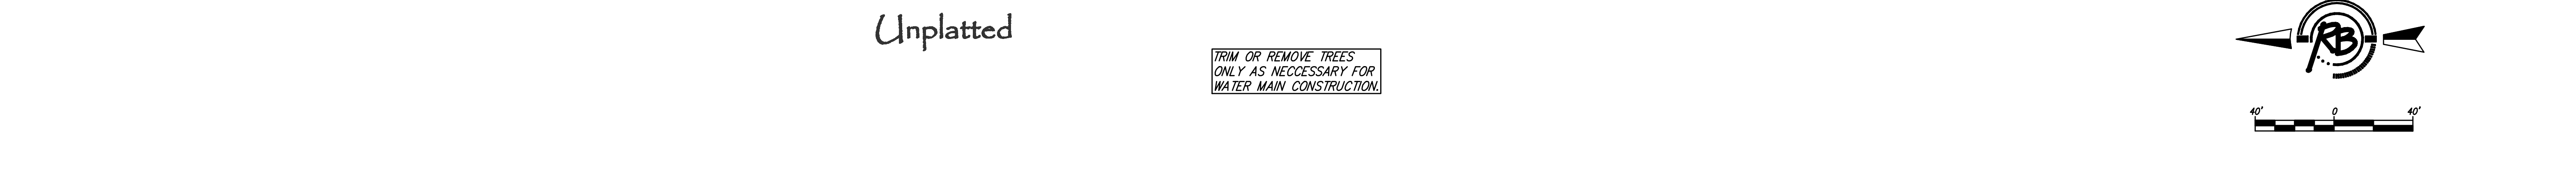 Unplatted
TRIM OR REMOVE TREES
ONLY AS NECCESSARY FOR
WATER MAIN CONSTRUCTION.
RB
40' 0 40'